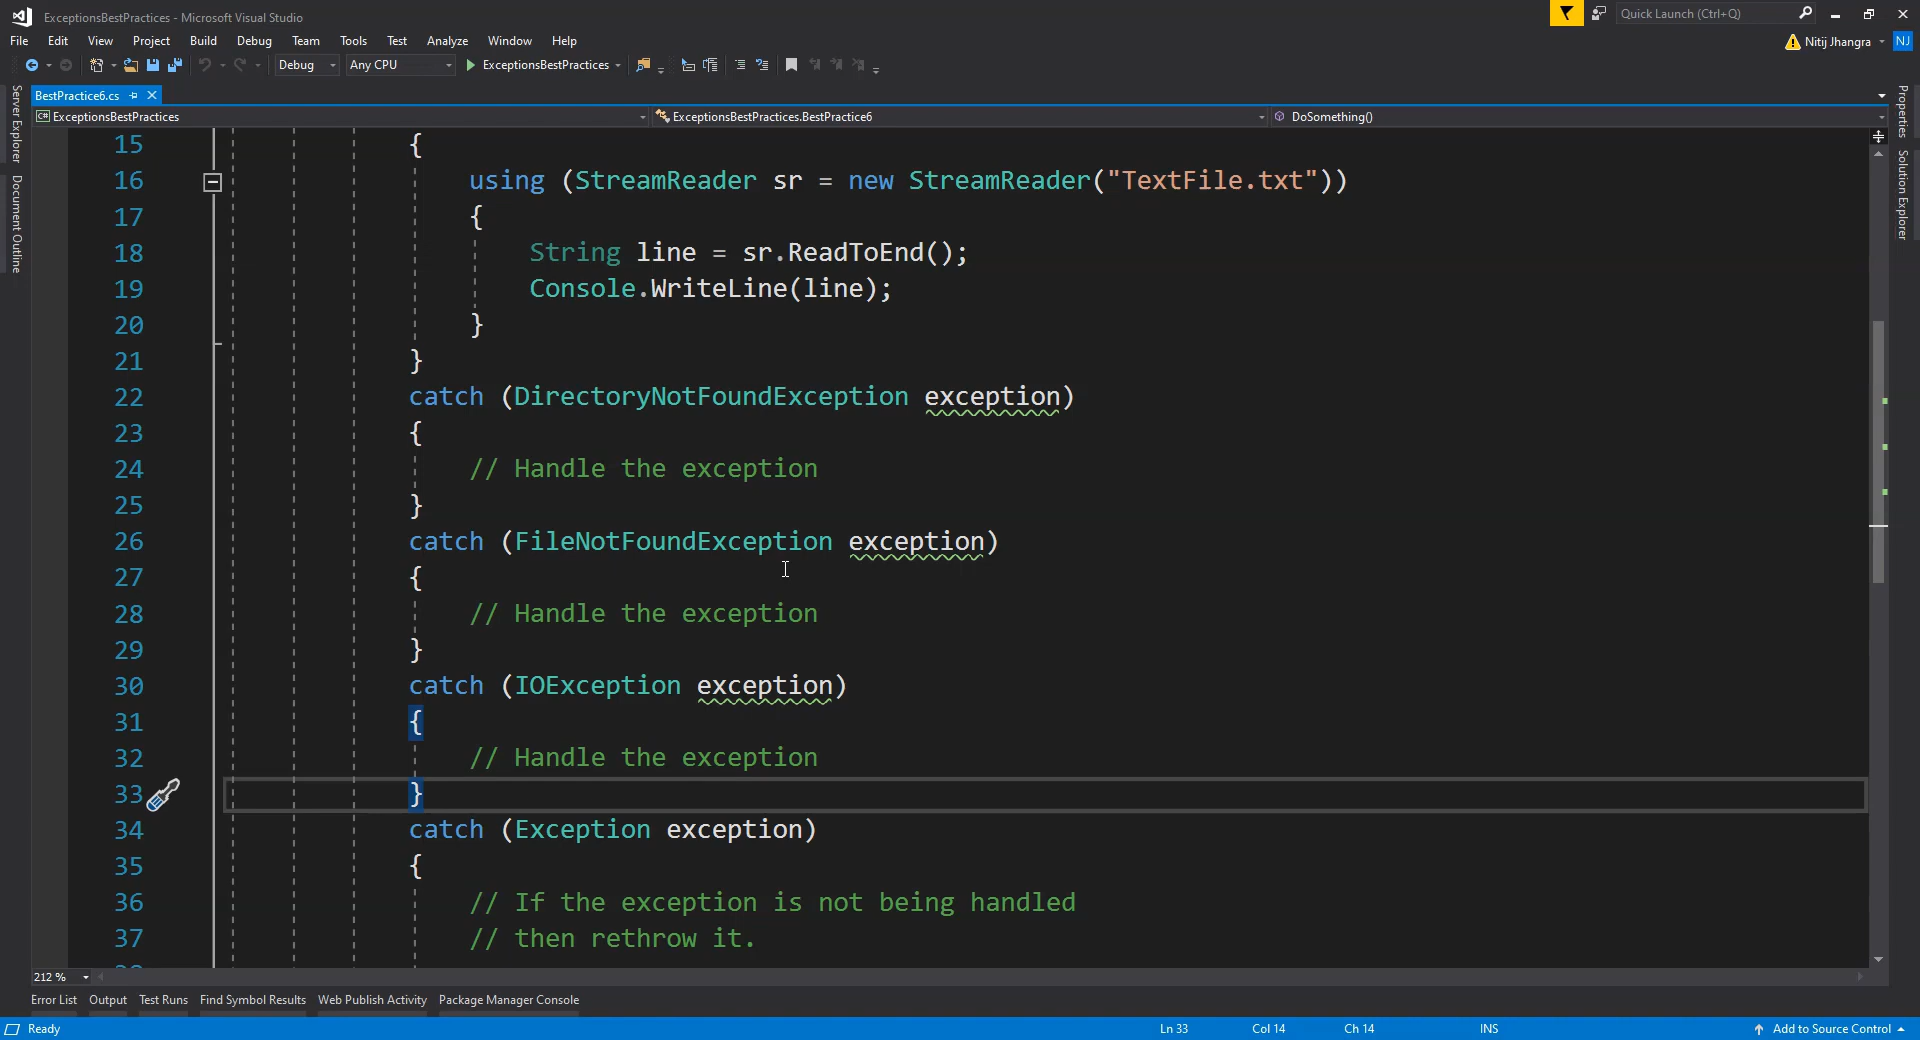 ExceptionsBestPractices - Microsoft Visual Studio
Quick Launch (Ctrl+Q)
File Edit View Project Build Debug Team Tools Test Analyze Window Help
Nitij Jhangra NJ
Debug Any CPU ExceptionsBestPractices
BestPractice6.cs
C# ExceptionsBestPractices ExceptionsBestPractices.BestPractice6 DoSomething()
Server Explorer
Document Outline
Properties
Solution Explorer
15 {
16 using (StreamReader sr = new StreamReader("TextFile.txt"))
17 {
18 String line = sr.ReadToEnd();
19 Console.WriteLine(line);
20 }
21 }
22 catch (DirectoryNotFoundException exception)
23 {
24 // Handle the exception
25 }
26 catch (FileNotFoundException exception)
27 {
28 // Handle the exception
29 }
30 catch (IOException exception)
31 {
32 // Handle the exception
33 }
34 catch (Exception exception)
35 {
36 // If the exception is not being handled
37 // then rethrow it.
212 %
Error List Output Test Runs Find Symbol Results Web Publish Activity Package Manager Console
Ready Ln 33 Col 14 Ch 14 INS Add to Source Control